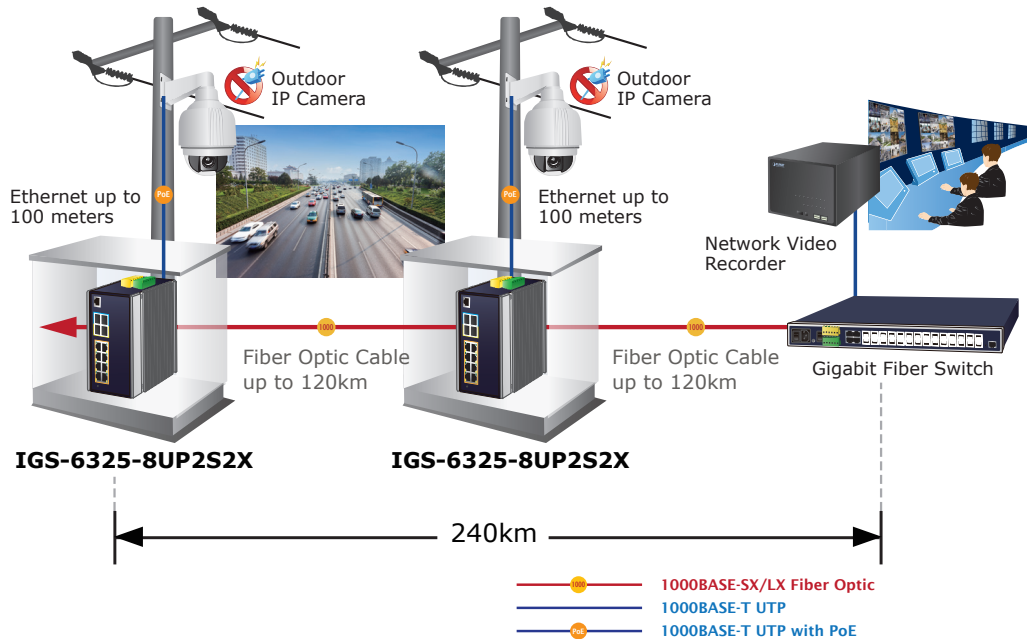 Outdoor
IP Camera
Outdoor
IP Camera
Ethernet up to
100 meters
PoE
Ethernet up to
100 meters
PoE
Network Video
Recorder
1000
Fiber Optic Cable
up to 120km
1000
Fiber Optic Cable
up to 120km
Gigabit Fiber Switch
IGS-6325-8UP2S2X
IGS-6325-8UP2S2X
240km
1000 1000BASE-SX/LX Fiber Optic
1000BASE-T UTP
PoE 1000BASE-T UTP with PoE